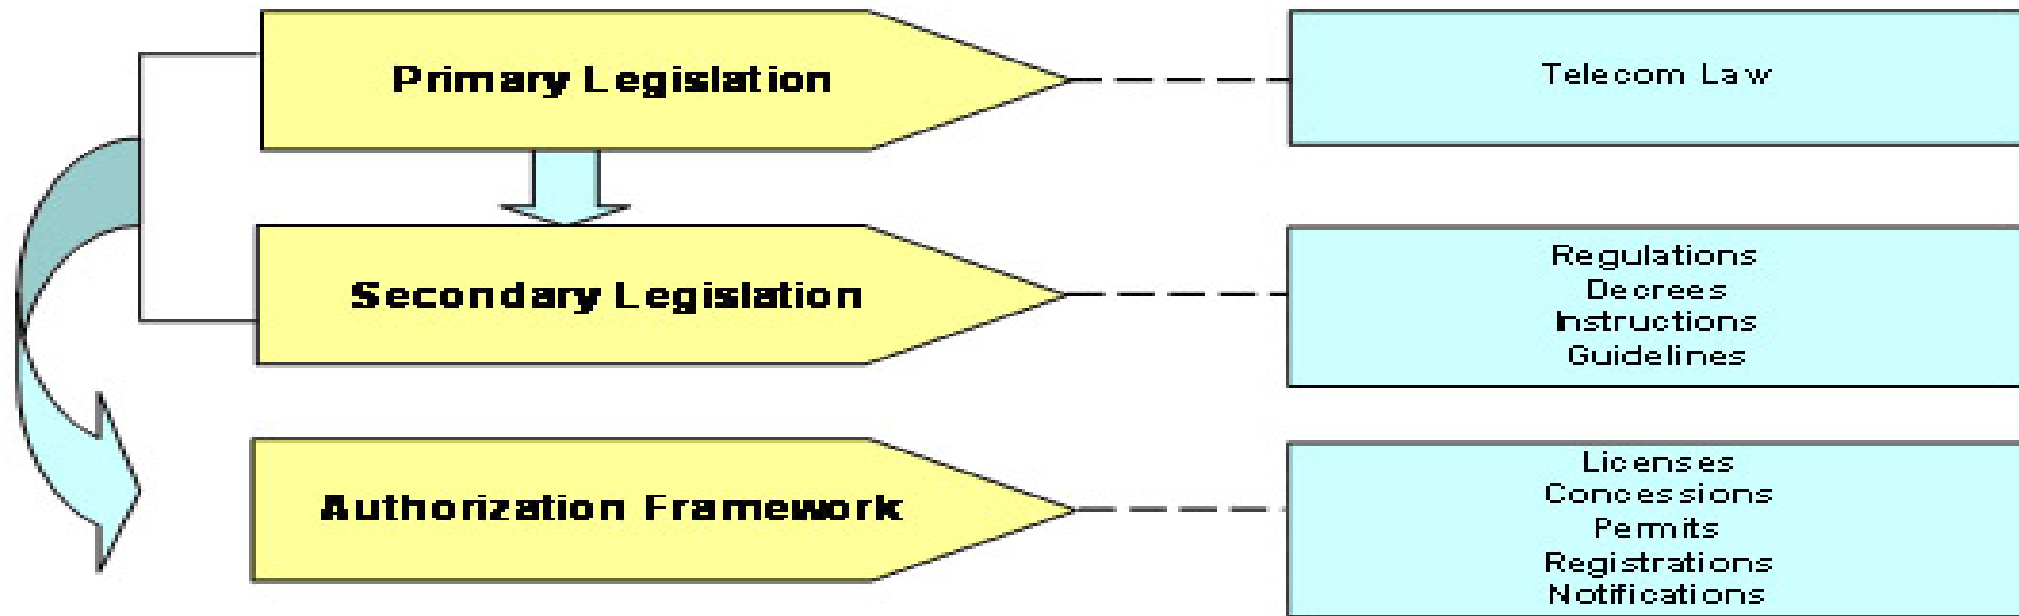 Primary Legislation
Telecom Law
Secondary Legislation
Regulations
Decrees
Instructions
Guidelines
Authorization Framework
Licenses
Concessions
Permits
Registrations
Notifications